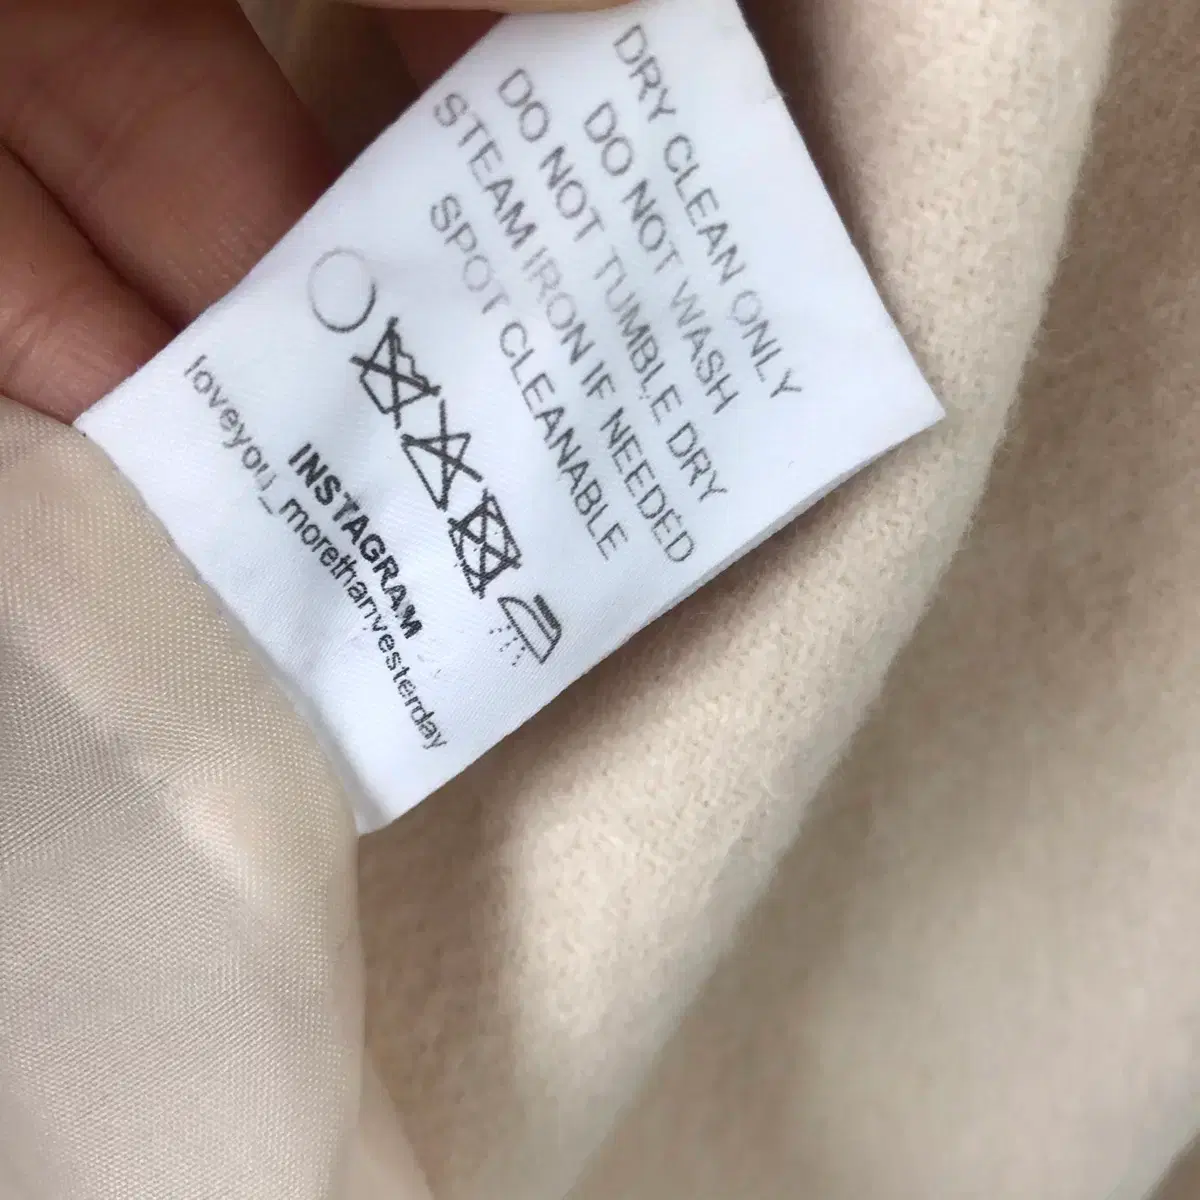 DRY CLEAN ONLY
DO NOT WASH
DO NOT TUMBLE DRY
STEAM IRON IF NEEDED
SPOT CLEANABLE
INSTAGRAM
loveyou_morethanyesterday